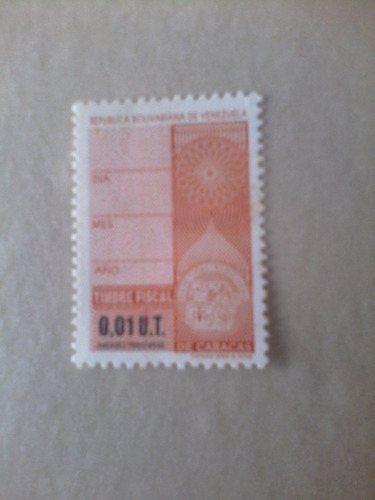 REPUBLICA BOLIVARIANA DE VENEZUELA
DIA
MES
AÑO
TIMBRE FISCAL
0,01 U.T.
UNIDADES TRIBUTARIAS
DE CARACAS